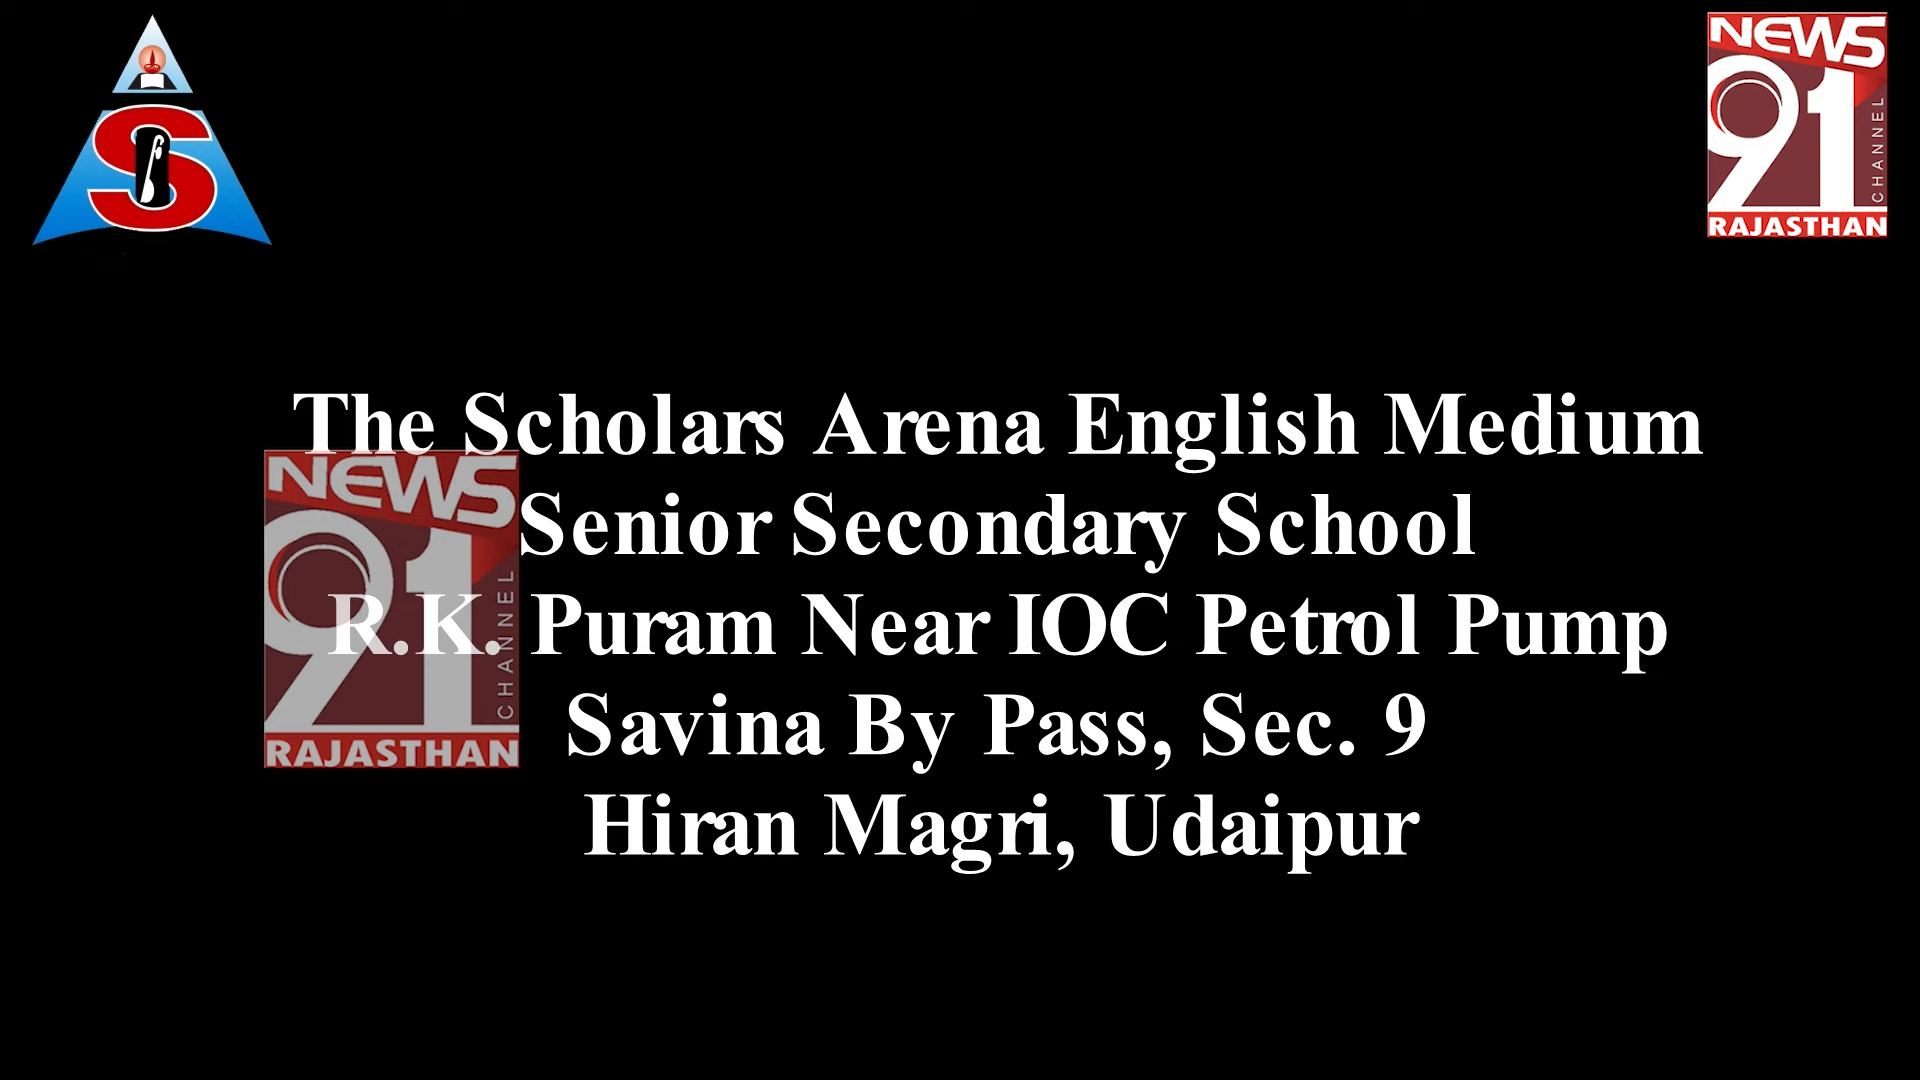 S
NEWS
91
CHANNEL
RAJASTHAN
The Scholars Arena English Medium
Senior Secondary School
R.K. Puram Near IOC Petrol Pump
Savina By Pass, Sec. 9
Hiran Magri, Udaipur
NEWS
91
CHANNEL
RAJASTHAN